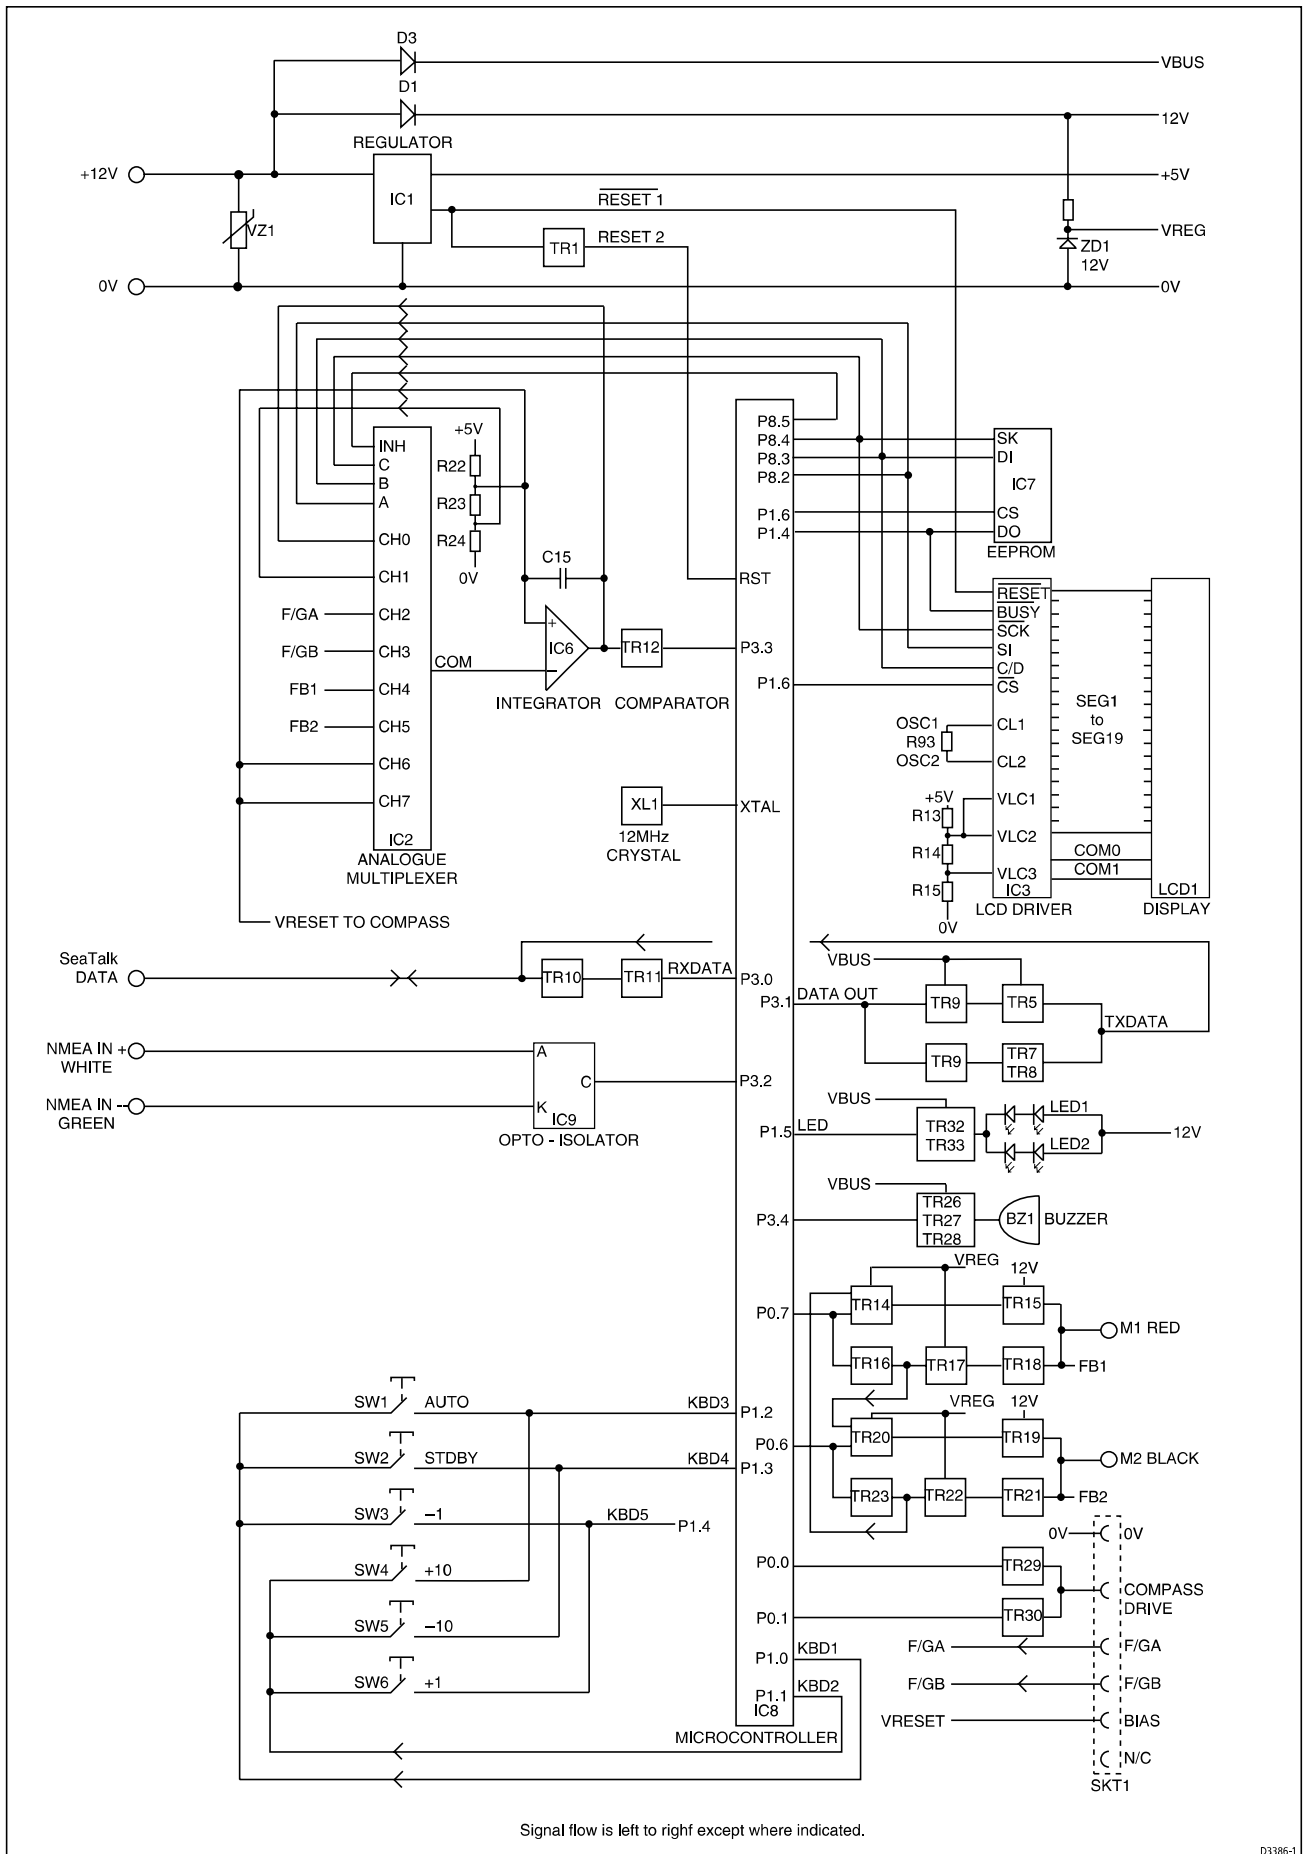 D3
VBUS
D1
12V
REGULATOR
+12V
IC1
+5V
RESET 1
VZ1
TR1
RESET 2
VREG
ZD1
12V
0V
0V
+5V
INH
C
B
A
R22
R23
R24
0V
CH0
CH1
F/GA
CH2
F/GB
CH3
FB1
CH4
FB2
CH5
CH6
CH7
IC2
ANALOGUE
MULTIPLEXER
COM
C15
+
IC6
−
INTEGRATOR
TR12
COMPARATOR
XL1
12MHz
CRYSTAL
VRESET TO COMPASS
P8.5
P8.4
P8.3
P8.2
P1.6
P1.4
RST
P3.3
P1.6
XTAL
SK
DI
IC7
CS
DO
EEPROM
RESET
BUSY
SCK
SI
C/D
CS
OSC1
R93
OSC2
CL1
CL2
SEG1
to
SEG19
+5V
R13
R14
R15
0V
VLC1
VLC2
VLC3
IC3
LCD DRIVER
COM0
COM1
LCD1
DISPLAY
SeaTalk
DATA
TR10
TR11
RXDATA
P3.0
P3.1
DATA OUT
VBUS
TR9
TR5
TXDATA
TR9
TR7
TR8
NMEA IN +
WHITE
NMEA IN -
GREEN
A
C
K
IC9
OPTO - ISOLATOR
P3.2
VBUS
P1.5
LED
TR32
TR33
LED1
LED2
12V
VBUS
P3.4
TR26
TR27
TR28
BZ1
BUZZER
VREG
12V
P0.7
TR14
TR15
M1 RED
TR16
TR17
TR18
FB1
VREG
12V
P0.6
TR20
TR19
M2 BLACK
TR23
TR22
TR21
FB2
SW1
AUTO
KBD3
P1.2
SW2
STDBY
KBD4
P1.3
SW3
−1
KBD5
P1.4
SW4
+10
SW5
−10
SW6
+1
0V
0V
P0.0
TR29
COMPASS
DRIVE
P0.1
TR30
P1.0
KBD1
F/GA
F/GA
P1.1
KBD2
F/GB
F/GB
IC8
MICROCONTROLLER
VRESET
BIAS
N/C
SKT1
Signal flow is left to righf except where indicated.
D3386-1